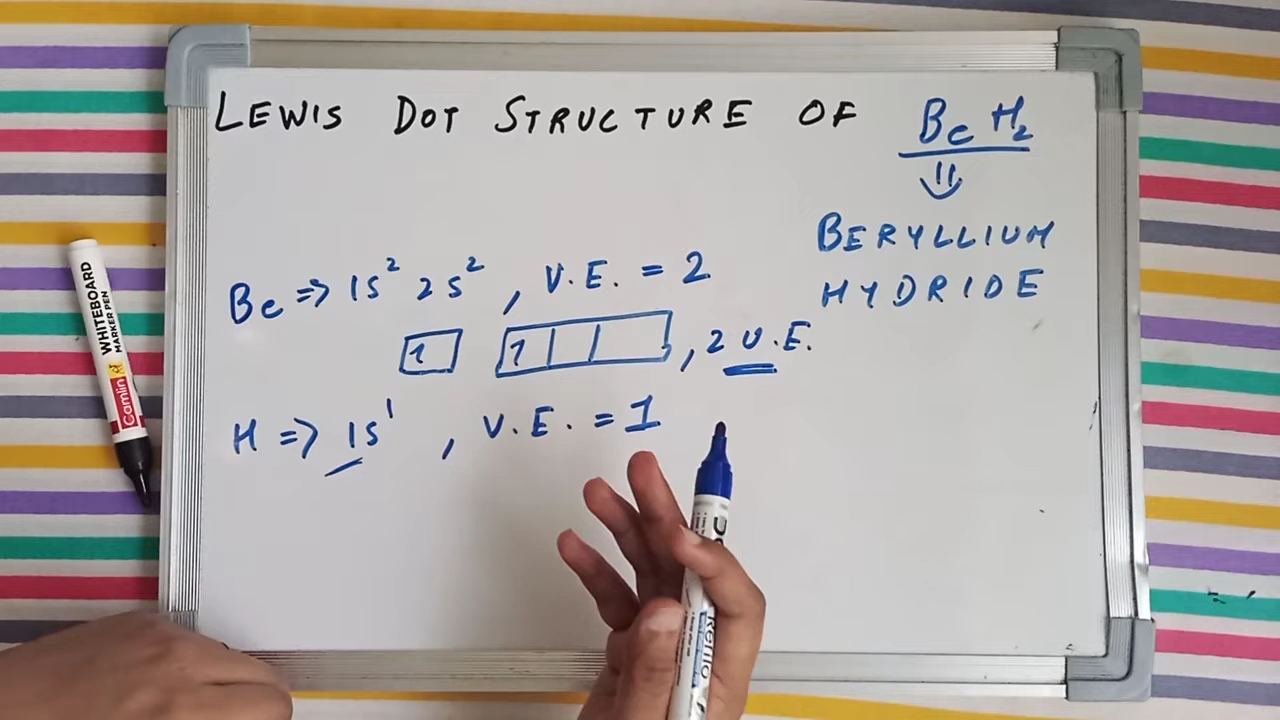 LEWIS DOT STRUCTURE OF BeH₂
BERYLLIUM
HYDRIDE
Be => 1s² 2s² , V.E. = 2
1 1 , 2 U.E.
H => 1s¹ , V.E. = 1
WHITEBOARD
MARKER PEN
Camlin